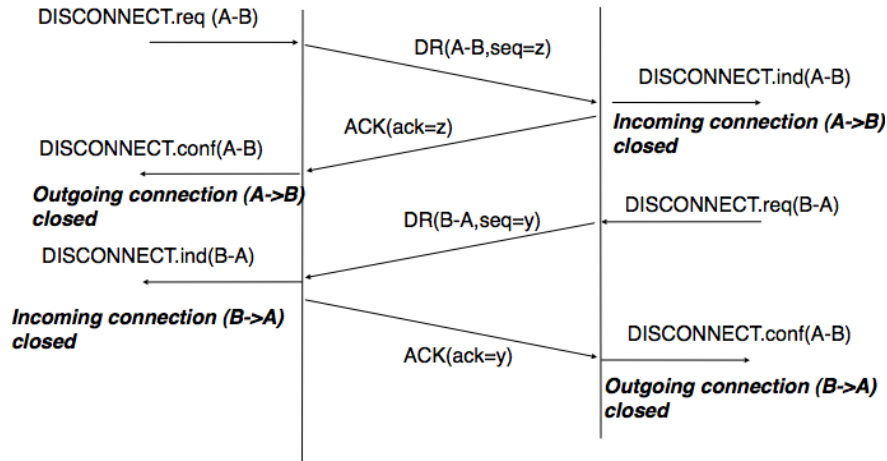 DISCONNECT.req (A-B)
DR(A-B,seq=z)
DISCONNECT.ind(A-B)
Incoming connection (A->B)
closed
ACK(ack=z)
DISCONNECT.conf(A-B)
Outgoing connection (A->B)
closed
DISCONNECT.req(B-A)
DR(B-A,seq=y)
DISCONNECT.ind(B-A)
Incoming connection (B->A)
closed
ACK(ack=y)
DISCONNECT.conf(A-B)
Outgoing connection (B->A)
closed